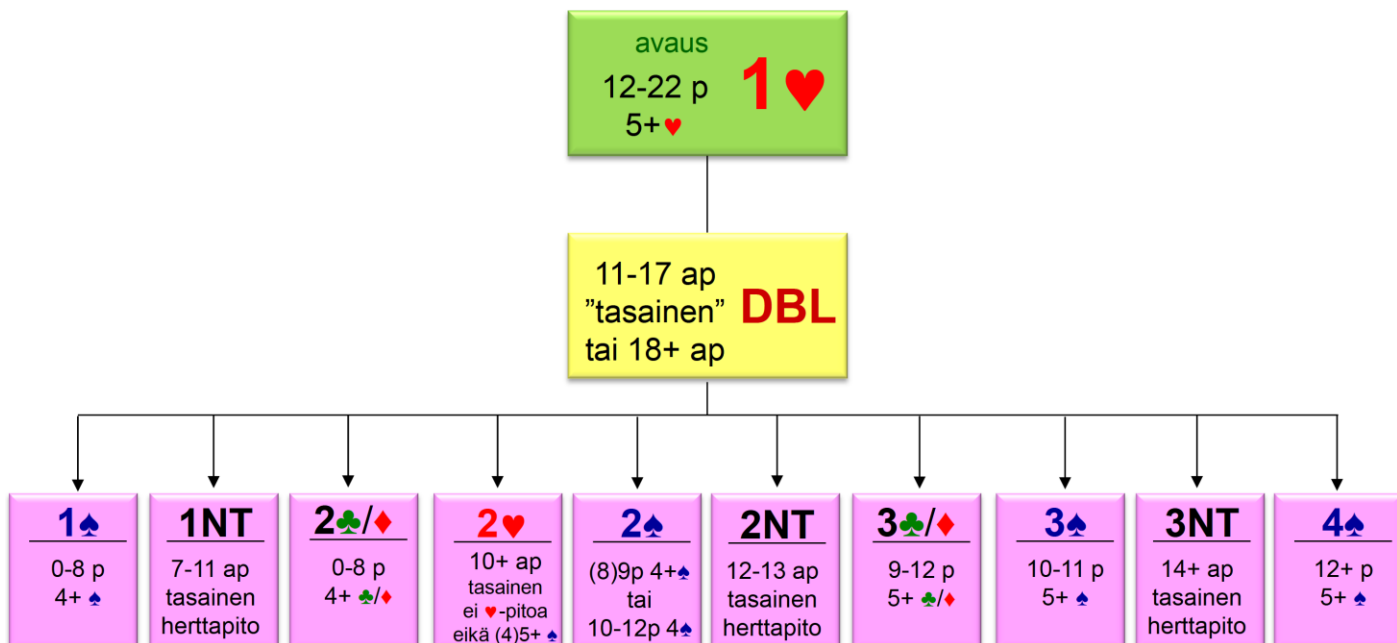 avaus
12-22 p
5+♥
1♥
11-17 ap
”tasainen”
tai 18+ ap
DBL
1♠
0-8 p
4+ ♠
1NT
7-11 ap
tasainen
herttapito
2♣/♦
0-8 p
4+ ♣/♦
2♥
10+ ap
tasainen
ei ♥-pitoa
eikä (4)5+ ♠
2♠
(8)9p 4+♠
tai
10-12p 4♠
2NT
12-13 ap
tasainen
herttapito
3♣/♦
9-12 p
5+ ♣/♦
3♠
10-11 p
5+ ♠
3NT
14+ ap
tasainen
herttapito
4♠
12+ p
5+ ♠